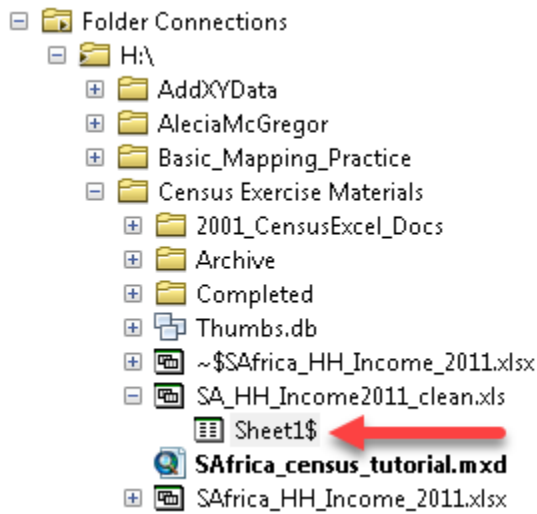 Folder Connections
H:\
AddXYData
AleciaMcGregor
Basic_Mapping_Practice
Census Exercise Materials
2001_CensusExcel_Docs
Archive
Completed
Thumbs.db
~$SAfrica_HH_Income_2011.xlsx
SA_HH_Income2011_clean.xls
Sheet1$
SAfrica_census_tutorial.mxd
SAfrica_HH_Income_2011.xlsx